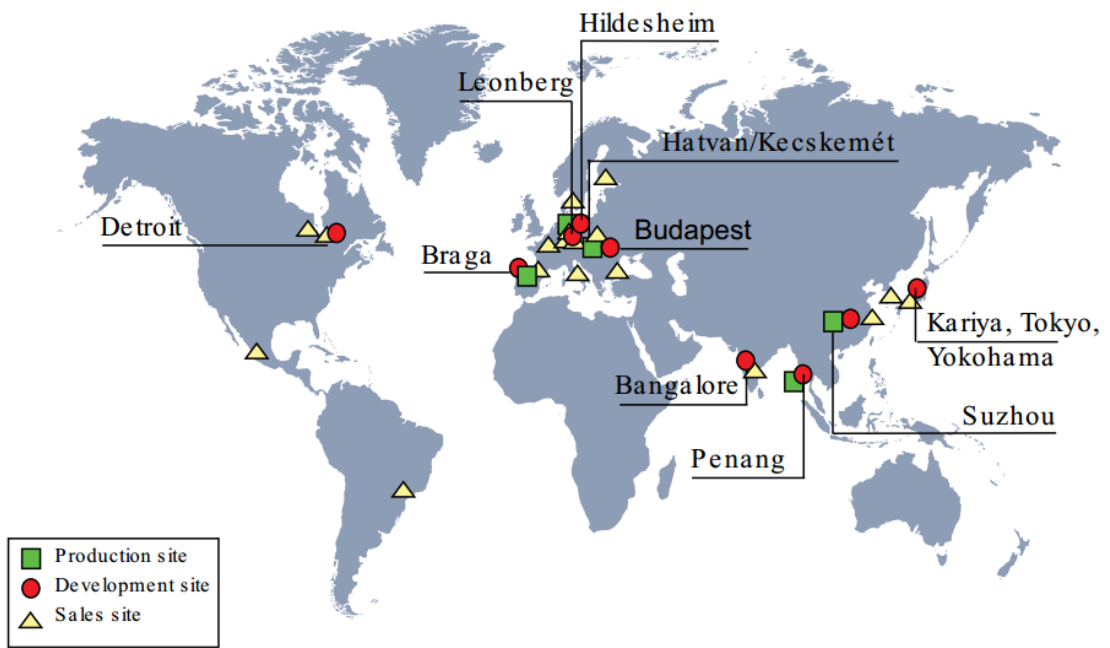 Hildesheim
Leonberg
Hatvan/Kecskemét
Detroit
Budapest
Braga
Kariya, Tokyo,
Yokohama
Bangalore
Suzhou
Penang
Production site
Development site
Sales site